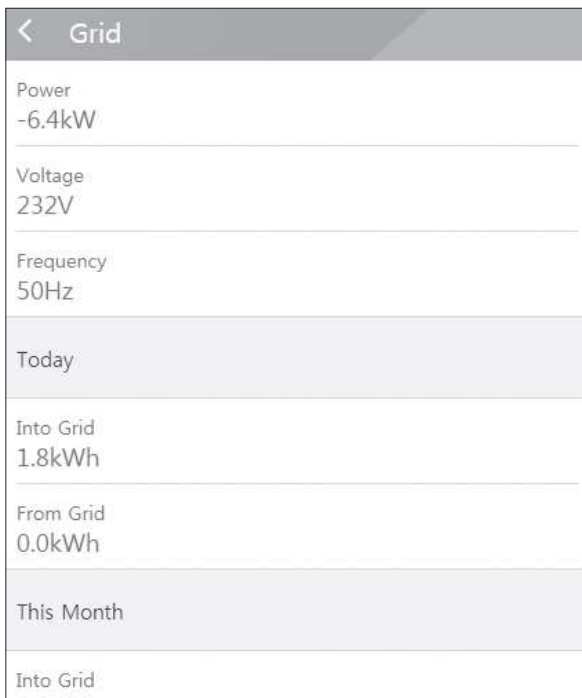 Grid
Power
-6.4kW
Voltage
232V
Frequency
50Hz
Today
Into Grid
1.8kWh
From Grid
0.0kWh
This Month
Into Grid